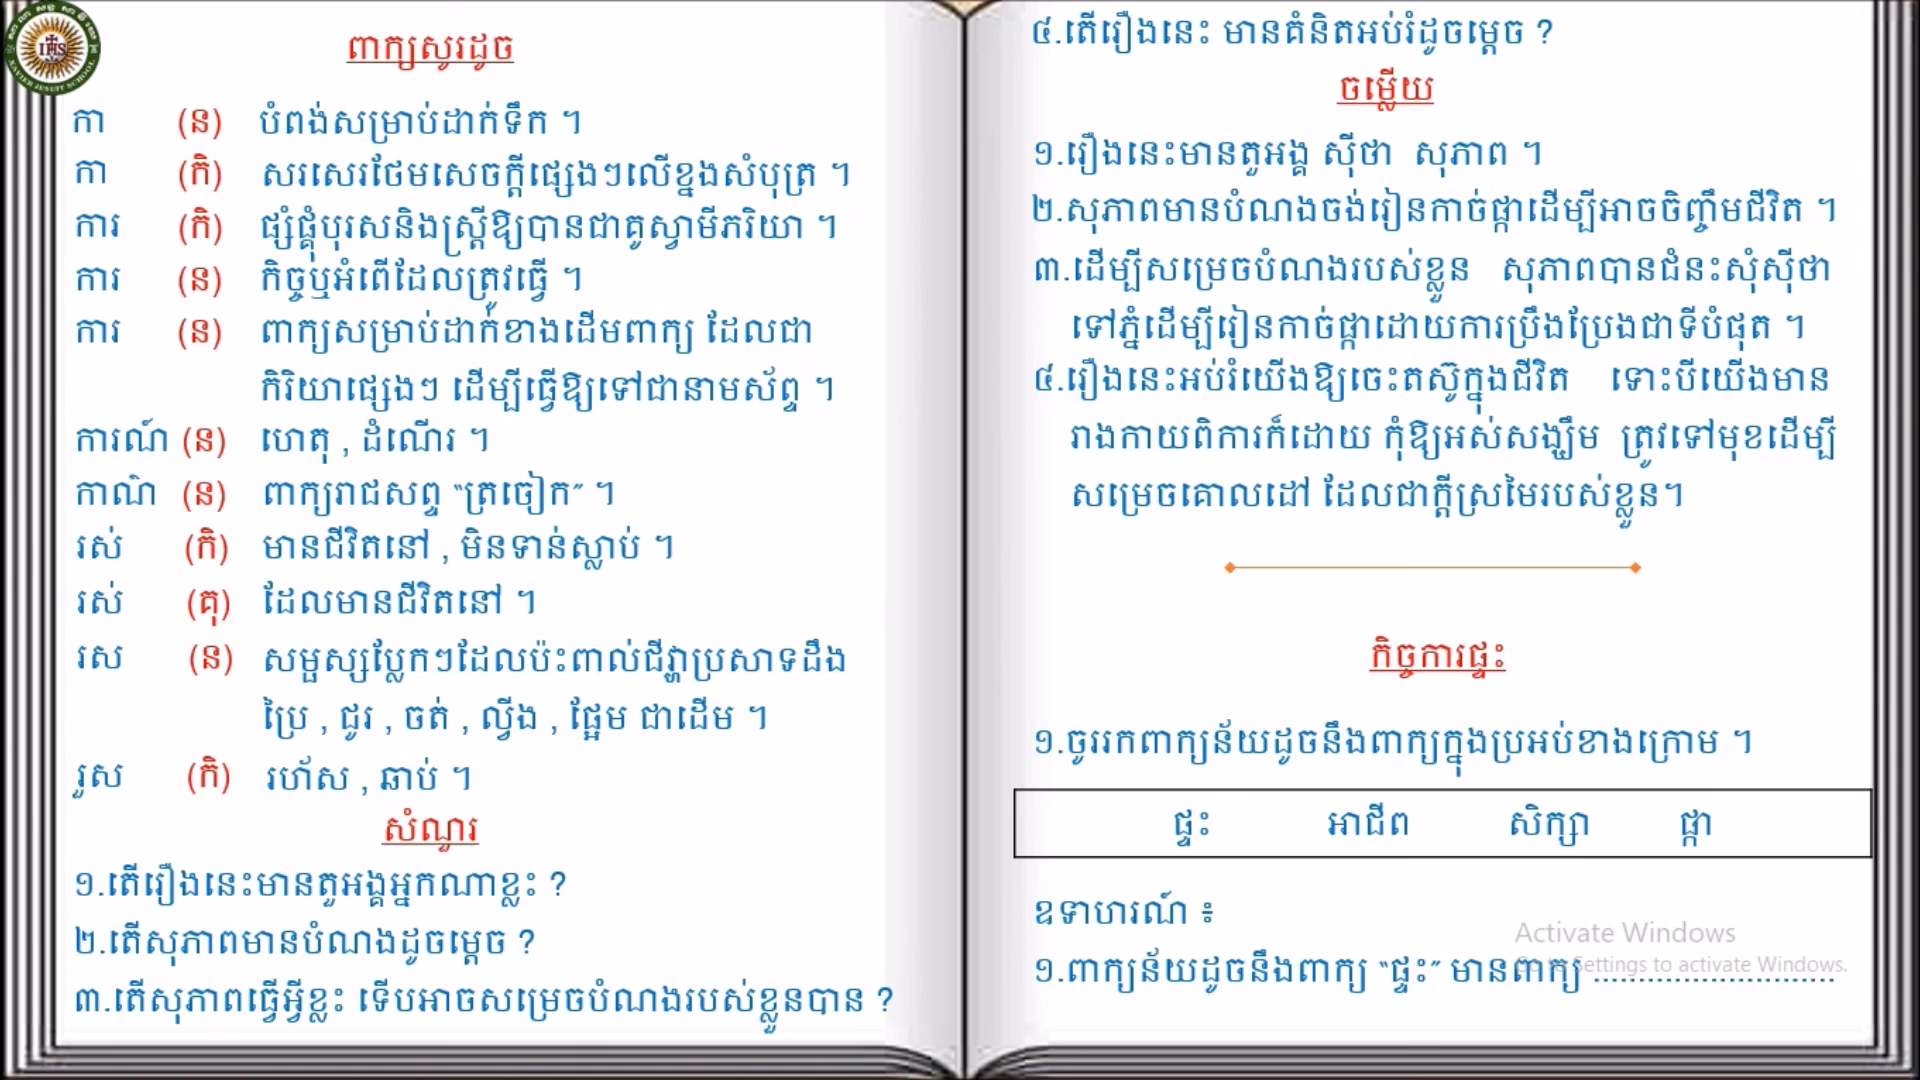 XAVIER JESUIT SCHOOL
IHS
ពាក្យសូរដូច
កា (ន) បំពង់សម្រាប់ដាក់ទឹក ។
កា (កិ) សរសេរថែមសេចក្ដីផ្សេងៗលើខ្នងសំបុត្រ ។
ការ (កិ) ផ្សំផ្គុំបុរសនិងស្ត្រីឱ្យបានជាគូស្វាមីភរិយា ។
ការ (ន) កិច្ចឬអំពើដែលត្រូវធ្វើ ។
ការ (ន) ពាក្យសម្រាប់ដាក់ខាងដើមពាក្យ ដែលជា
កិរិយាផ្សេងៗ ដើម្បីធ្វើឱ្យទៅជានាមស័ព្ទ ។
ការណ៍ (ន) ហេតុ , ដំណើរ ។
កាណ៌ (ន) ពាក្យរាជសព្ទ “ត្រចៀក” ។
រស់ (កិ) មានជីវិតនៅ , មិនទាន់ស្លាប់ ។
រស់ (គុ) ដែលមានជីវិតនៅ ។
រស (ន) សម្ផស្សប្លែកៗដែលប៉ះពាល់ជីវ្ហាប្រសាទដឹង
ប្រៃ , ជូរ , ចត់ , ល្វីង , ផ្អែម ជាដើម ។
រួស (កិ) រហ័ស , ឆាប់ ។
សំណួរ
១.តើរឿងនេះមានតួអង្គអ្នកណាខ្លះ ?
២.តើសុភាពមានបំណងដូចម្ដេច ?
៣.តើសុភាពធ្វើអ្វីខ្លះ ទើបអាចសម្រេចបំណងរបស់ខ្លួនបាន ?
៤.តើរឿងនេះ មានគំនិតអប់រំដូចម្ដេច ?
ចម្លើយ
១.រឿងនេះមានតួអង្គ ស៊ីថា សុភាព ។
២.សុភាពមានបំណងចង់រៀនកាច់ផ្កាដើម្បីអាចចិញ្ចឹមជីវិត ។
៣.ដើម្បីសម្រេចបំណងរបស់ខ្លួន សុភាពបានជំនះសុំស៊ីថា
ទៅភ្នំដើម្បីរៀនកាច់ផ្កាដោយការប្រឹងប្រែងជាទីបំផុត ។
៤.រឿងនេះអប់រំយើងឱ្យចេះតស៊ូក្នុងជីវិត ទោះបីយើងមាន
រាងកាយពិការក៏ដោយ កុំឱ្យអស់សង្ឃឹម ត្រូវទៅមុខដើម្បី
សម្រេចគោលដៅ ដែលជាក្ដីស្រមៃរបស់ខ្លួន។
កិច្ចការផ្ទះ
១.ចូររកពាក្យន័យដូចនឹងពាក្យក្នុងប្រអប់ខាងក្រោម ។
ផ្ទះ អាជីព សិក្សា ផ្កា
ឧទាហរណ៍ ៖
១.ពាក្យន័យដូចនឹងពាក្យ “ផ្ទះ” មានពាក្យ ...........................
Activate Windows
Go to Settings to activate Windows.